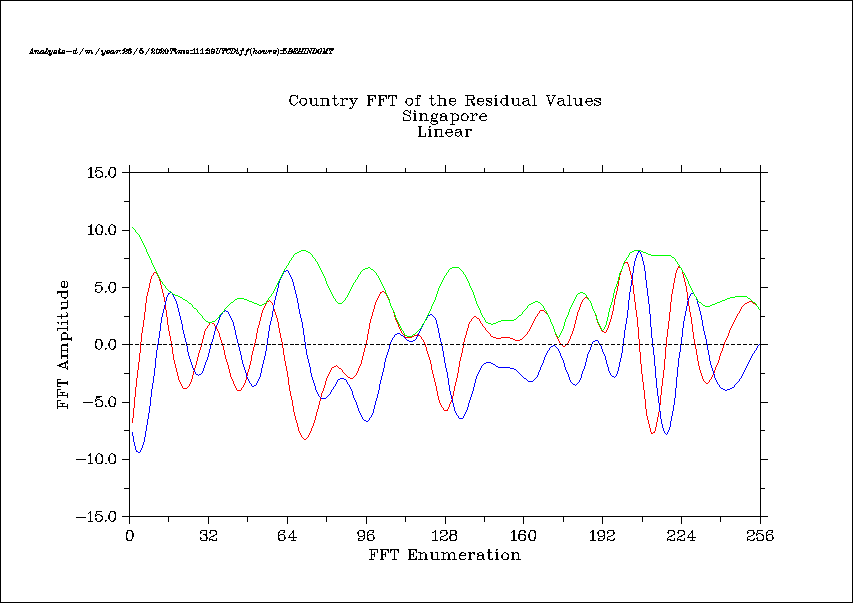 Country FFT of the Residual Values
Singapore
Linear
15.0
10.0
5.0
0.0
-5.0
-10.0
-15.0
FFT Amplitude
0 32 64 96 128 160 192 224 256
FFT Enumeration